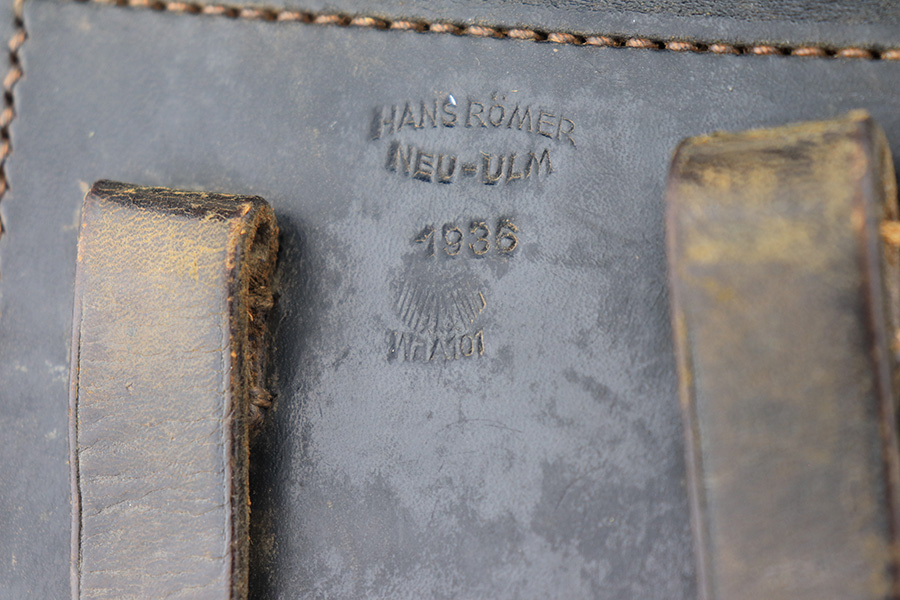 HANS RÖMER
NEU-ULM
1936
WaA101